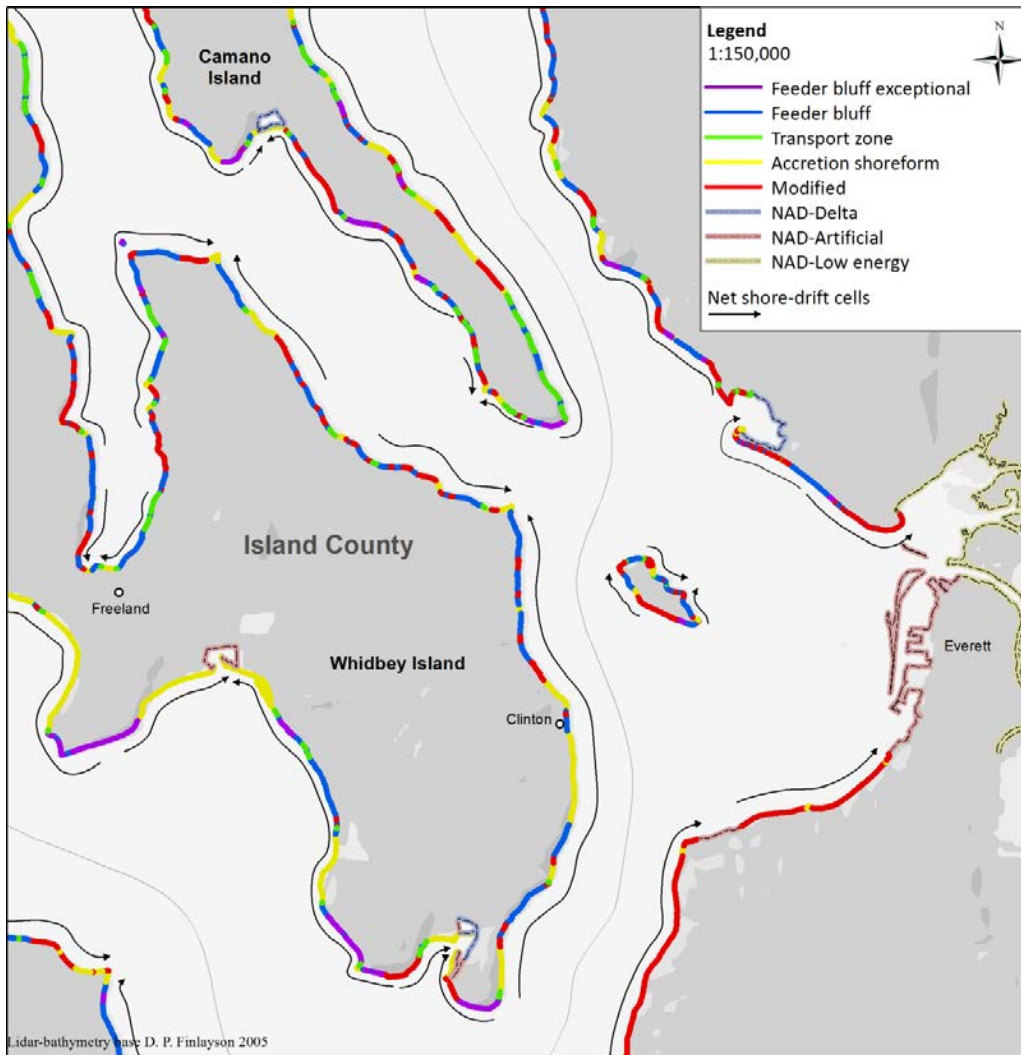 Legend
1:150,000
N
Feeder bluff exceptional
Feeder bluff
Transport zone
Accretion shoreform
Modified
NAD-Delta
NAD-Artificial
NAD-Low energy
Net shore-drift cells
Camano
Island
Island County
Freeland
Whidbey Island
Everett
Clinton
Lidar-bathymetry base D. P. Finlayson 2005